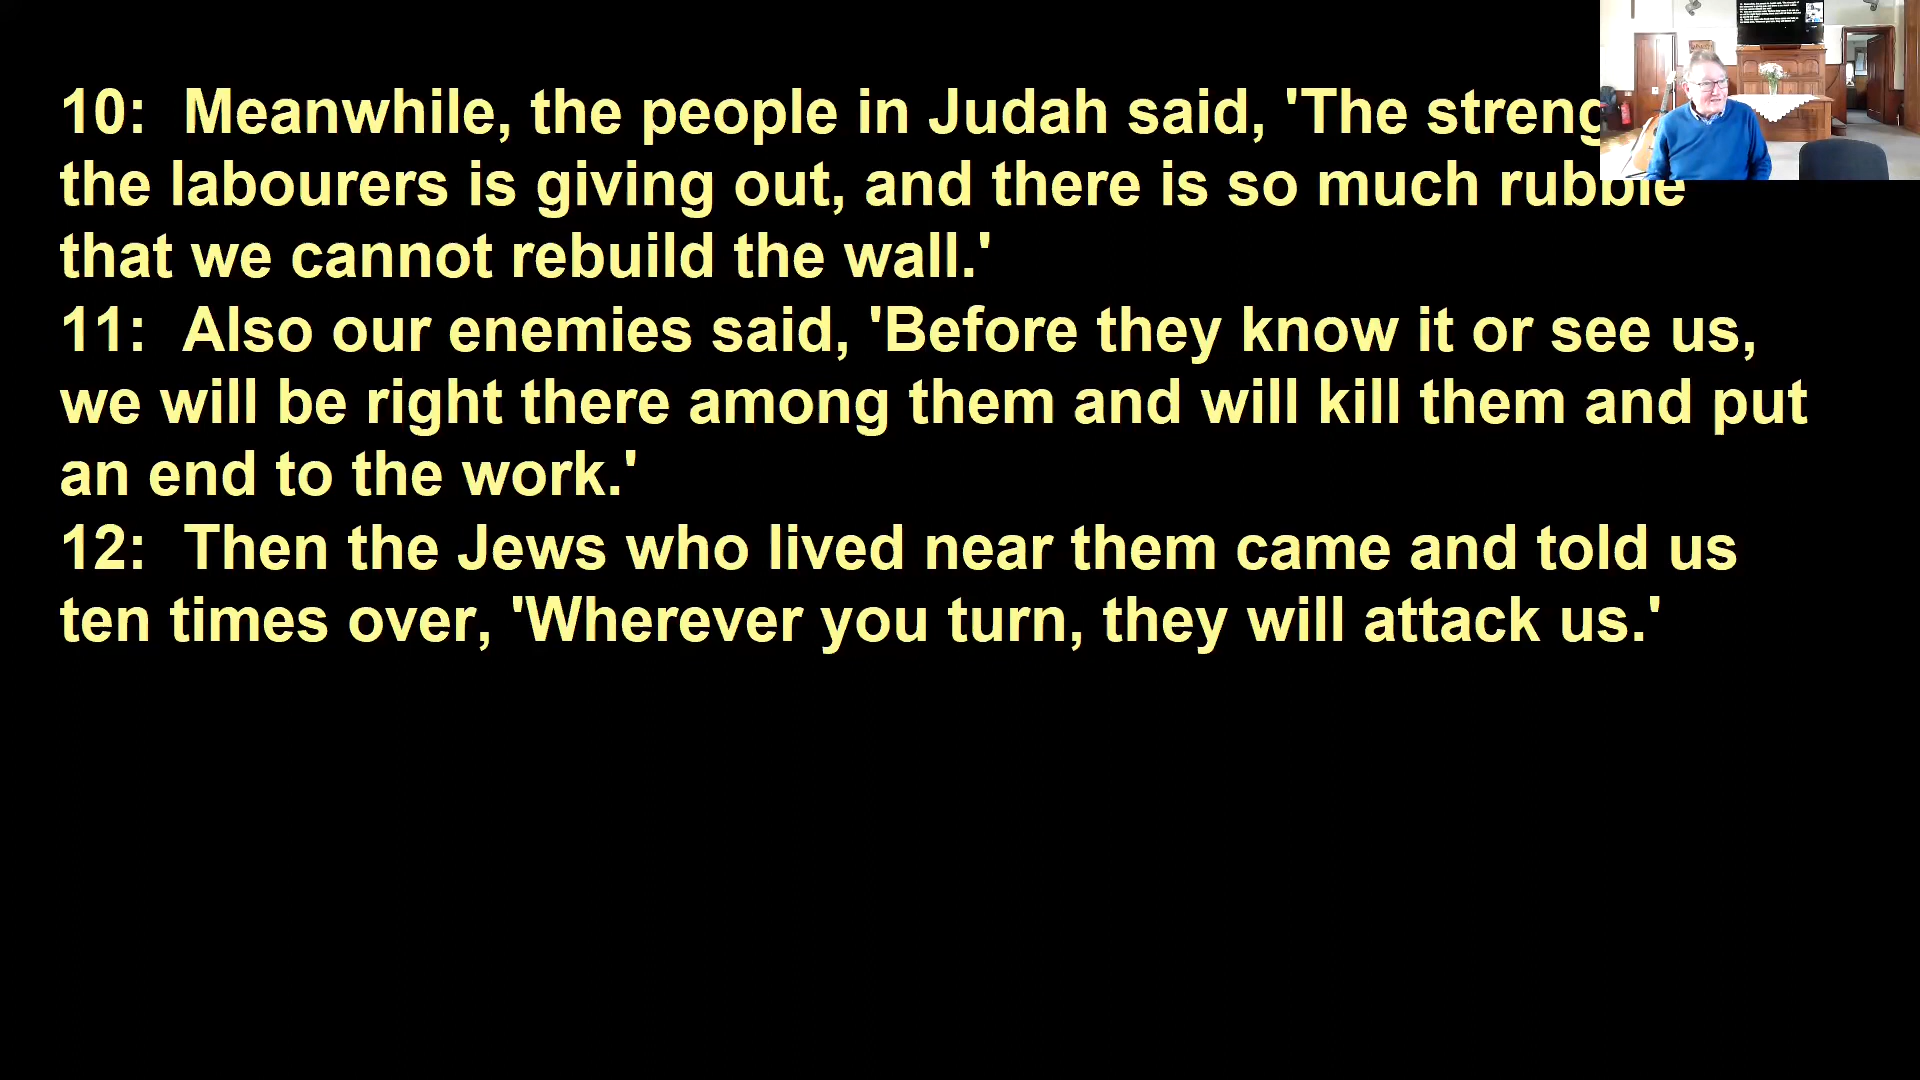 10: Meanwhile, the people in Judah said, 'The
the labourers is giving out, and there is so much rubble
that we cannot rebuild the wall.'
11: Also our enemies said, 'Before they know it or see us,
we will be right there among them and will kill them and put
an end to the work.'
12: Then the Jews who lived near them came and told us
ten times over, 'Wherever you turn, they will attack us.'